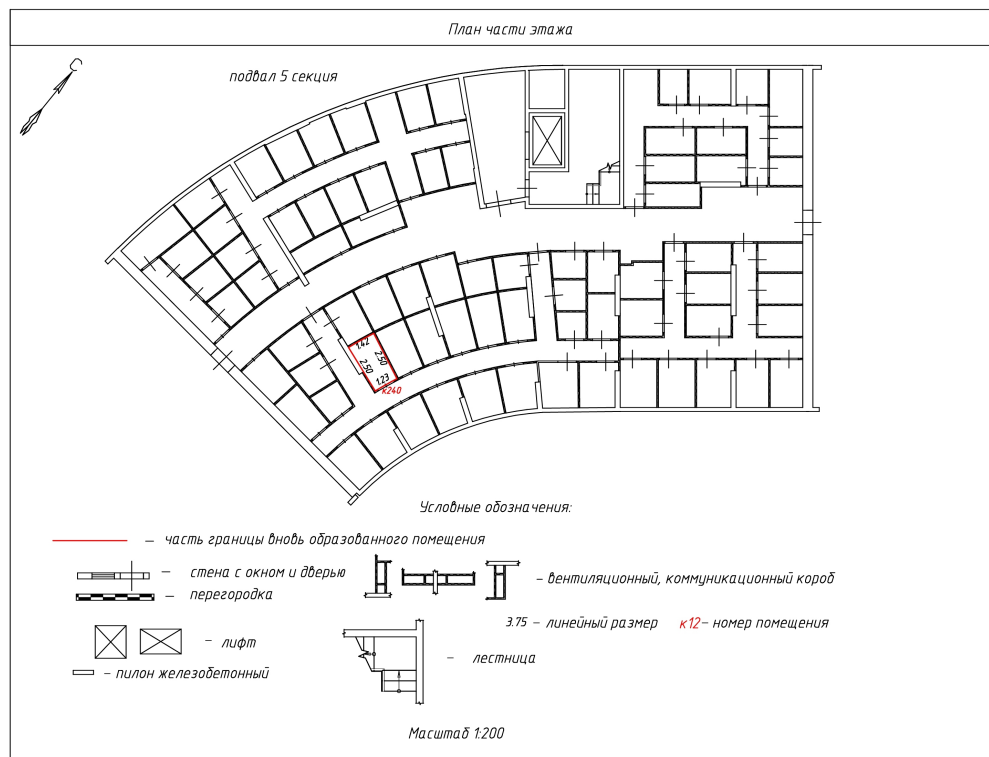 План части этажа
С
подвал 5 секция
1.42
2.50
2.50
1.23
к240
Условные обозначения:
— часть границы вновь образованного помещения
— стена с окном и дверью
— перегородка
— вентиляционный, коммуникационный короб
3.75 — линейный размер к12 — номер помещения
— лифт
— лестница
— пилон железобетонный
Масштаб 1:200